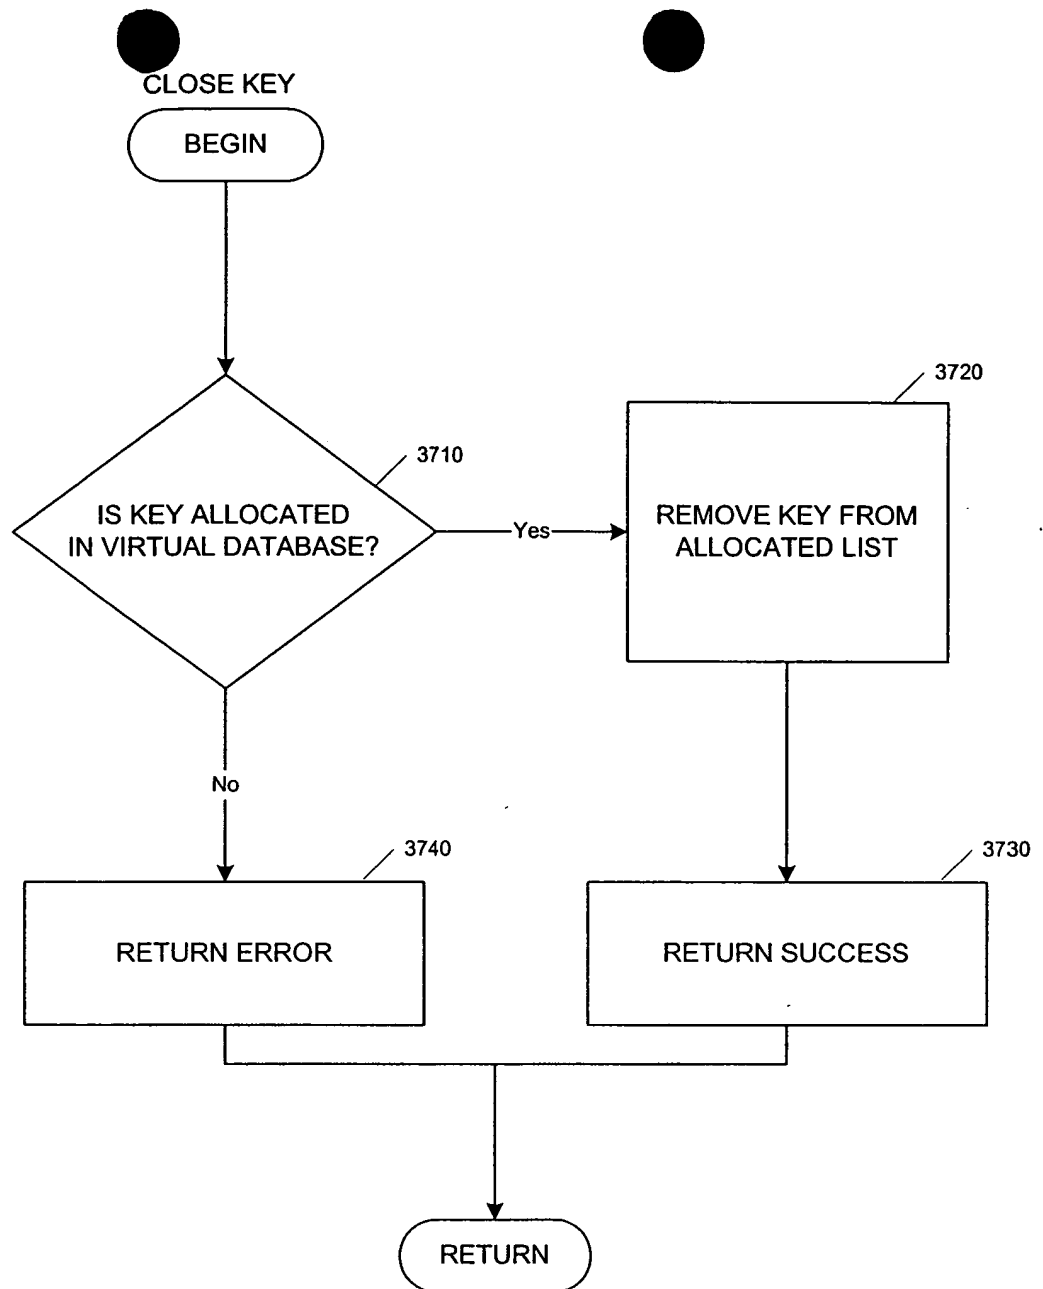 CLOSE KEY
BEGIN
3710
IS KEY ALLOCATED
IN VIRTUAL DATABASE?
Yes
3720
REMOVE KEY FROM
ALLOCATED LIST
No
3740
RETURN ERROR
3730
RETURN SUCCESS
RETURN